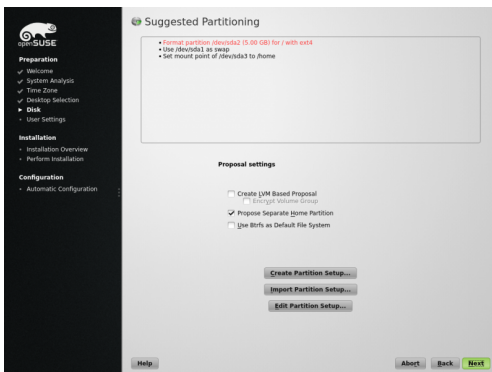 openSUSE
Preparation
Welcome
System Analysis
Time Zone
Desktop Selection
Disk
User Settings
Installation
Installation Overview
Perform Installation
Configuration
Automatic Configuration
Suggested Partitioning
Format partition /dev/sda2 (5.00 GB) for / with ext4
Use /dev/sda1 as swap
Set mount point of /dev/sda3 to /home
Proposal settings
Create LVM Based Proposal
Encrypt Volume Group
Propose Separate Home Partition
Use Btrfs as Default File System
Create Partition Setup...
Import Partition Setup...
Edit Partition Setup...
Help
Abort
Back
Next